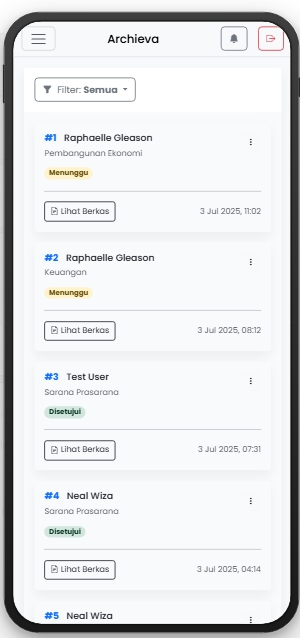 Archieva
Filter: Semua
#1 Raphaelle Gleason
Pembangunan Ekonomi
Menunggu
Lihat Berkas 3 Jul 2025, 11:02
#2 Raphaelle Gleason
Keuangan
Menunggu
Lihat Berkas 3 Jul 2025, 08:12
#3 Test User
Sarana Prasarana
Disetujui
Lihat Berkas 3 Jul 2025, 07:31
#4 Neal Wiza
Sarana Prasarana
Disetujui
Lihat Berkas 3 Jul 2025, 04:14
#5 Neal Wiza